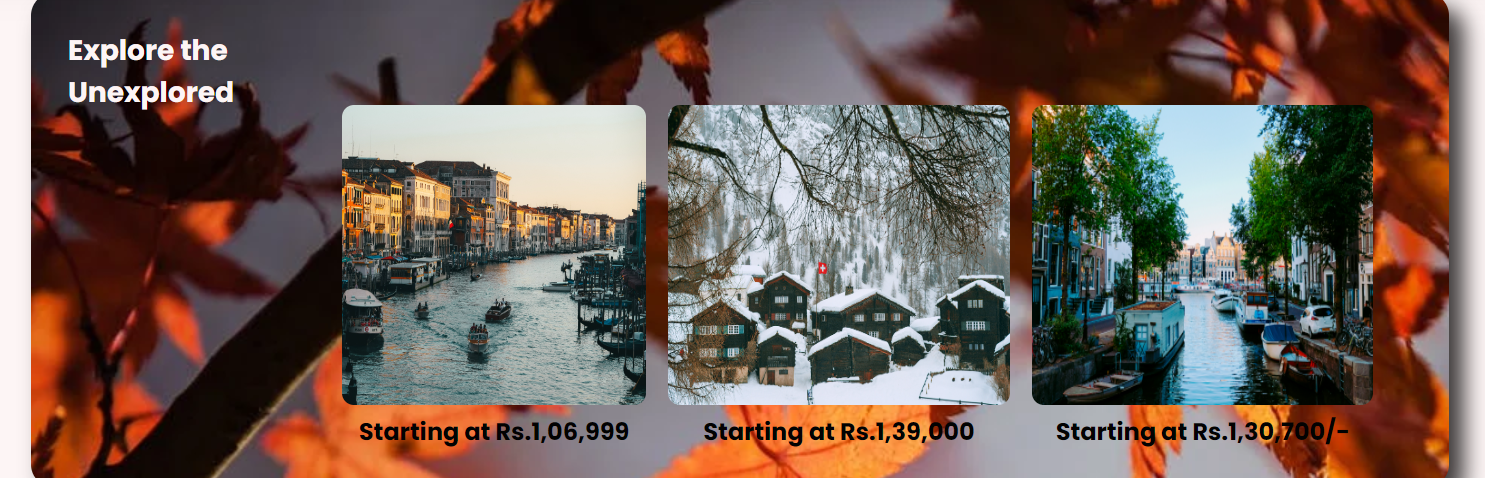 Explore the
Unexplored
Starting at Rs.1,06,999
Starting at Rs.1,39,000
Starting at Rs.1,30,700/-